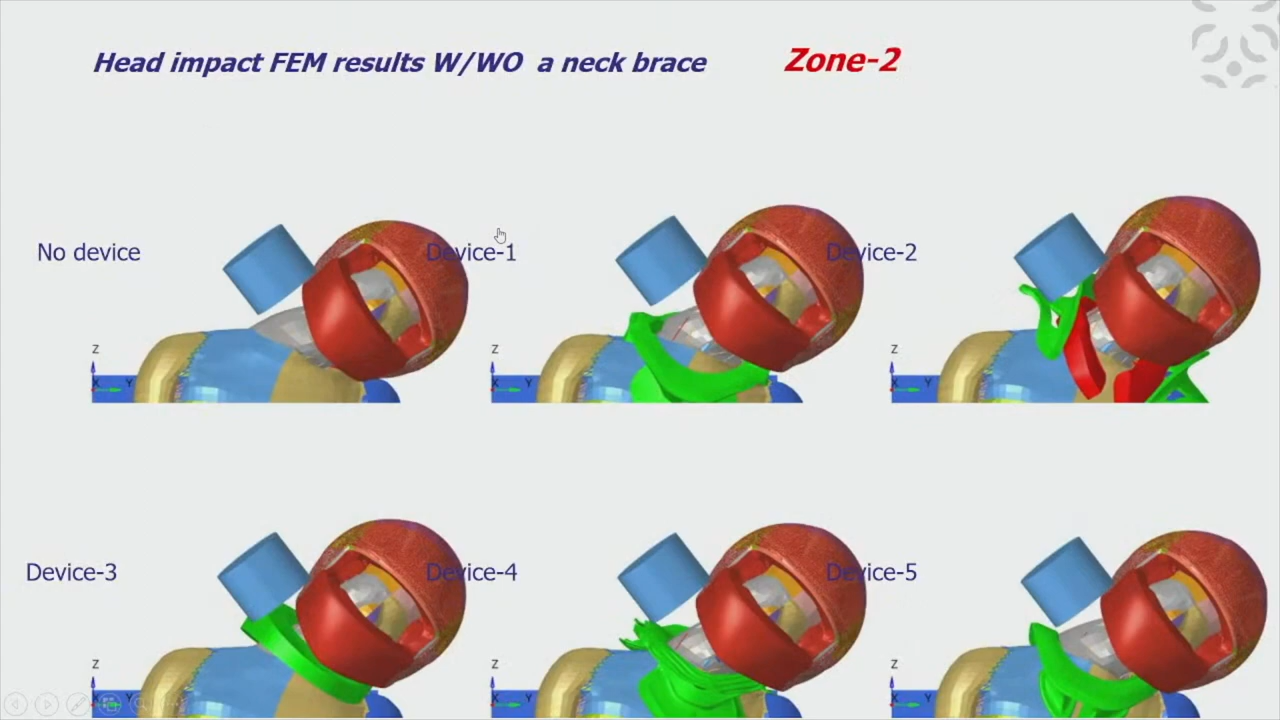 Head impact FEM results W/WO a neck brace Zone-2
No device
Device-1
Device-2
Z
X
Y
Z
X
Y
Z
X
Y
Device-3
Device-4
Device-5
Z
X
Y
Z
X
Y
Z
X
Y